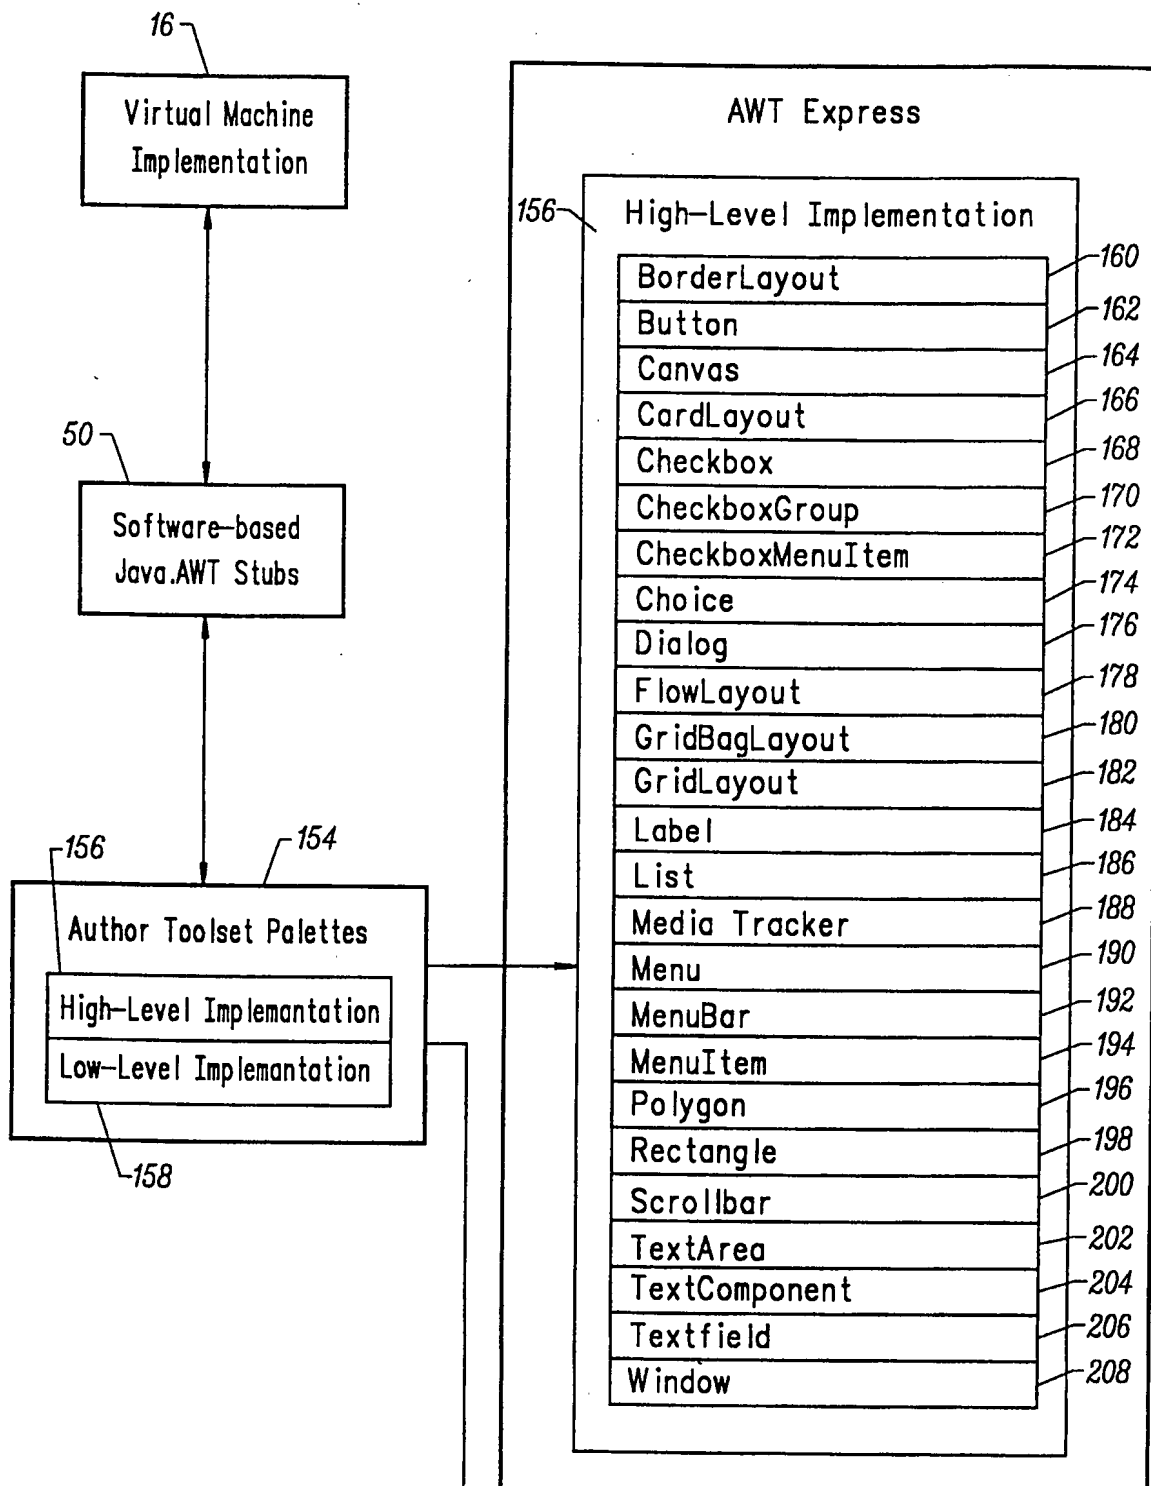 16
Virtual Machine
Implementation
50
Software-based
Java.AWT Stubs
156
154
Author Toolset Palettes
High-Level Implemantation
Low-Level Implemantation
158
AWT Express
156
High-Level Implementation
BorderLayout 160
Button 162
Canvas 164
CardLayout 166
Checkbox 168
CheckboxGroup 170
CheckboxMenuItem 172
Choice 174
Dialog 176
FlowLayout 178
GridBagLayout 180
GridLayout 182
Label 184
List 186
Media Tracker 188
Menu 190
MenuBar 192
MenuItem 194
Polygon 196
Rectangle 198
Scrollbar 200
TextArea 202
TextComponent 204
Textfield 206
Window 208